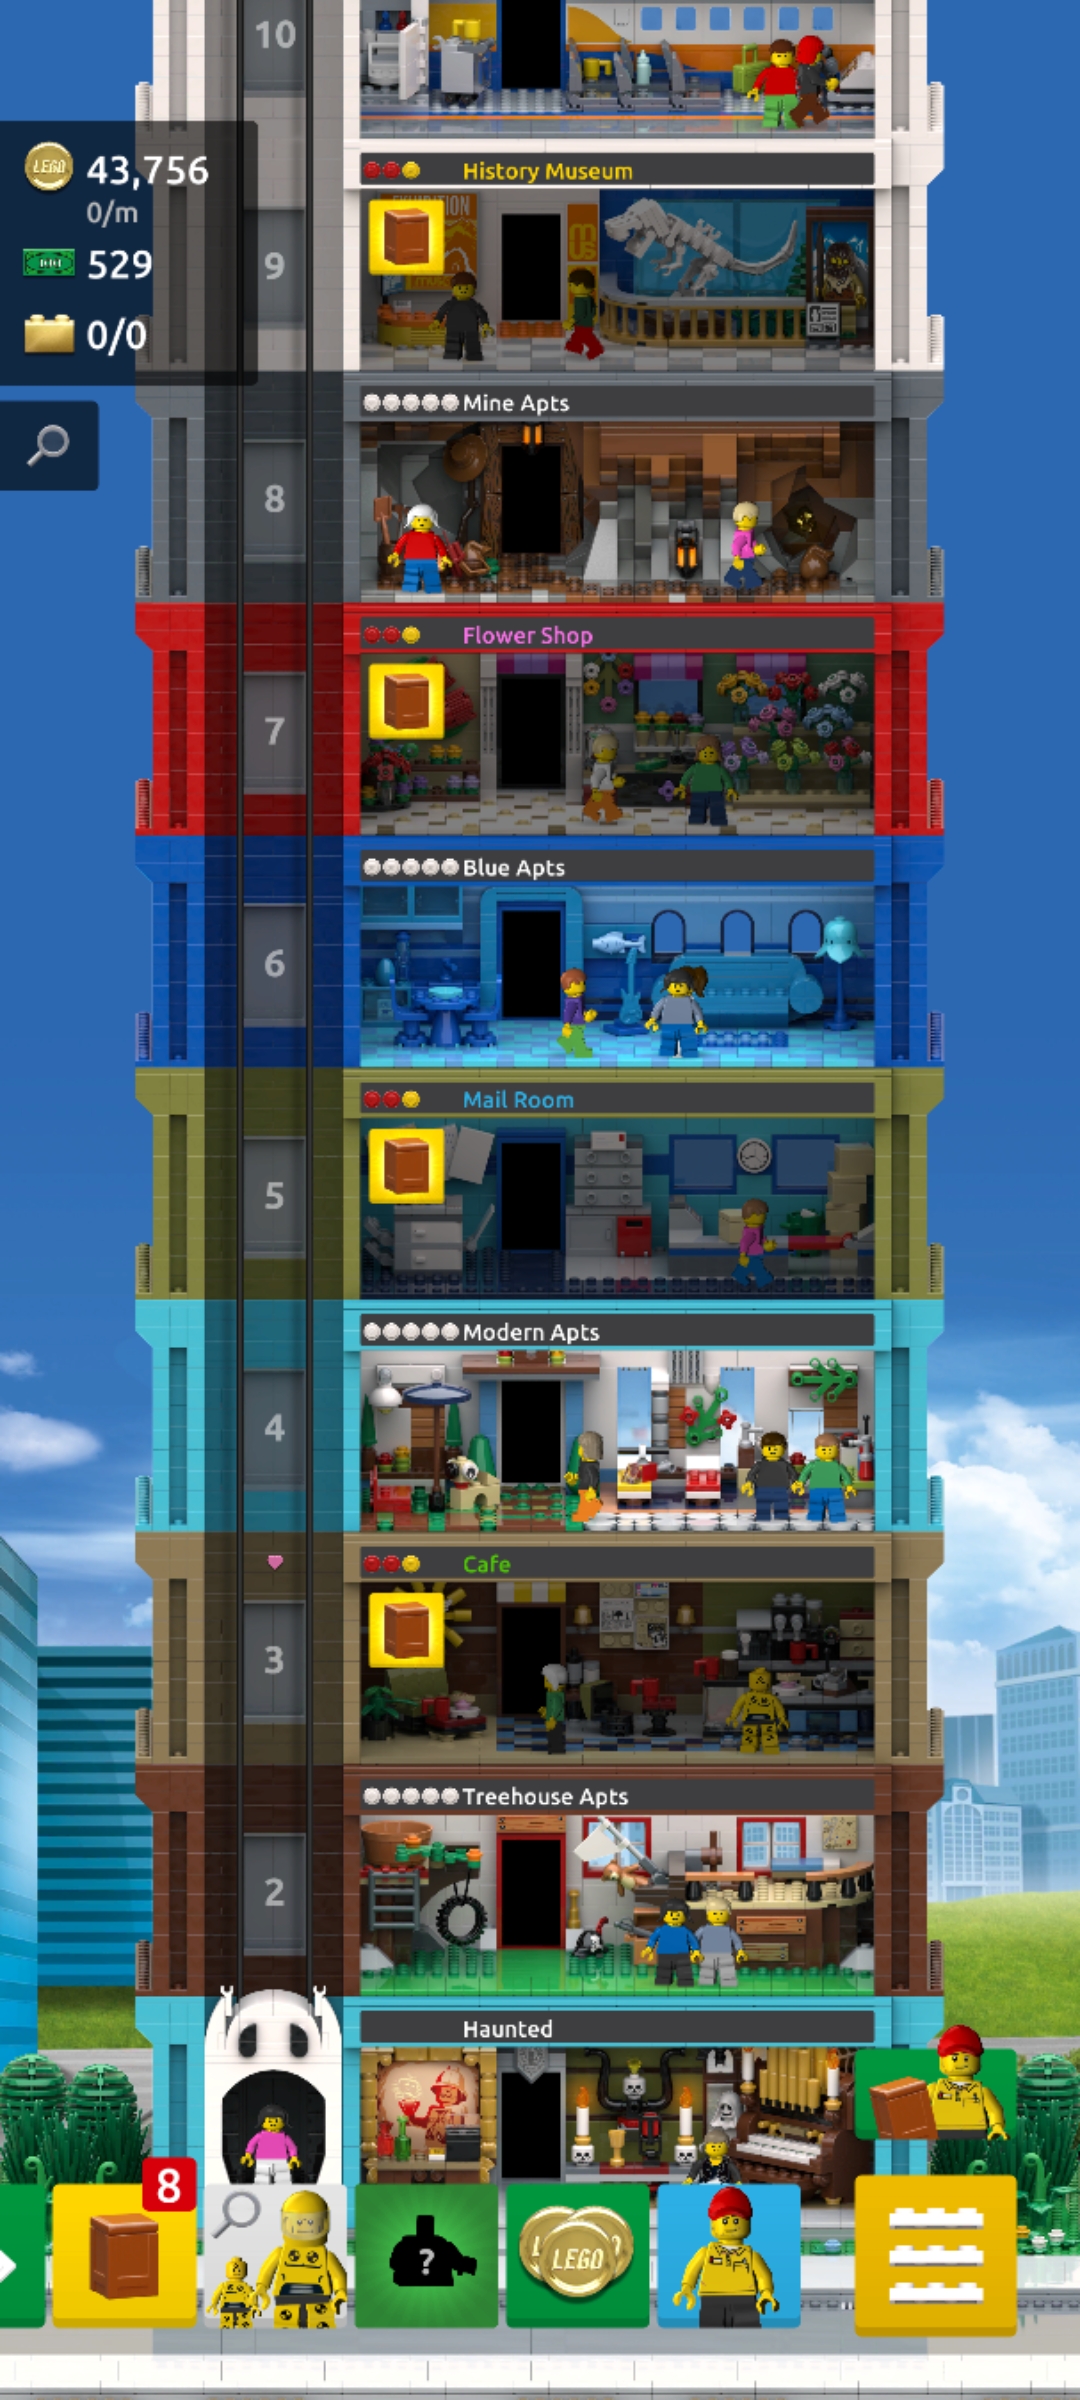 10
LEGO 43,756
0/m
529
0/0
History Museum
EXHIBITION
9
Mine Apts
8
Flower Shop
7
Blue Apts
6
Mail Room
5
Modern Apts
4
Cafe
3
Treehouse Apts
2
Haunted
8
?
LEGO